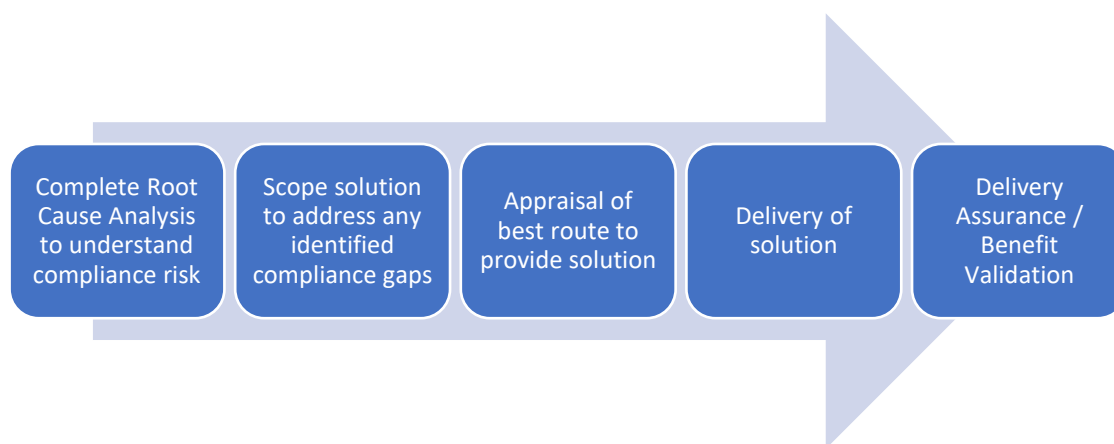 Complete Root
Cause Analysis
to understand
compliance risk
Scope solution
to address any
identified
compliance gaps
Appraisal of
best route to
provide solution
Delivery of
solution
Delivery
Assurance /
Benefit
Validation